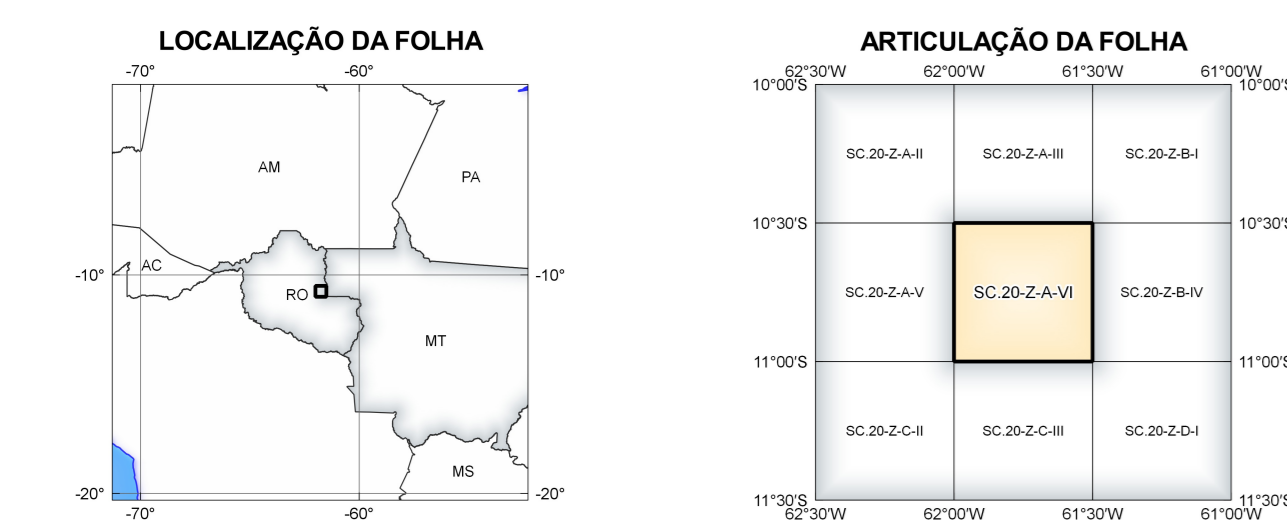 LOCALIZAÇÃO DA FOLHA
-70° -60°
AM
PA
AC
-10° -10°
RO
MT
MS
-20° -20°
-70° -60°
ARTICULAÇÃO DA FOLHA
62°30'W 62°00'W 61°30'W 61°00'W
10°00'S 10°00'S
SC.20-Z-A-II SC.20-Z-A-III SC.20-Z-B-I
10°30'S 10°30'S
SC.20-Z-A-V SC.20-Z-A-VI SC.20-Z-B-IV
11°00'S 11°00'S
SC.20-Z-C-II SC.20-Z-C-III SC.20-Z-D-I
11°30'S 11°30'S
62°30'W 62°00'W 61°30'W 61°00'W